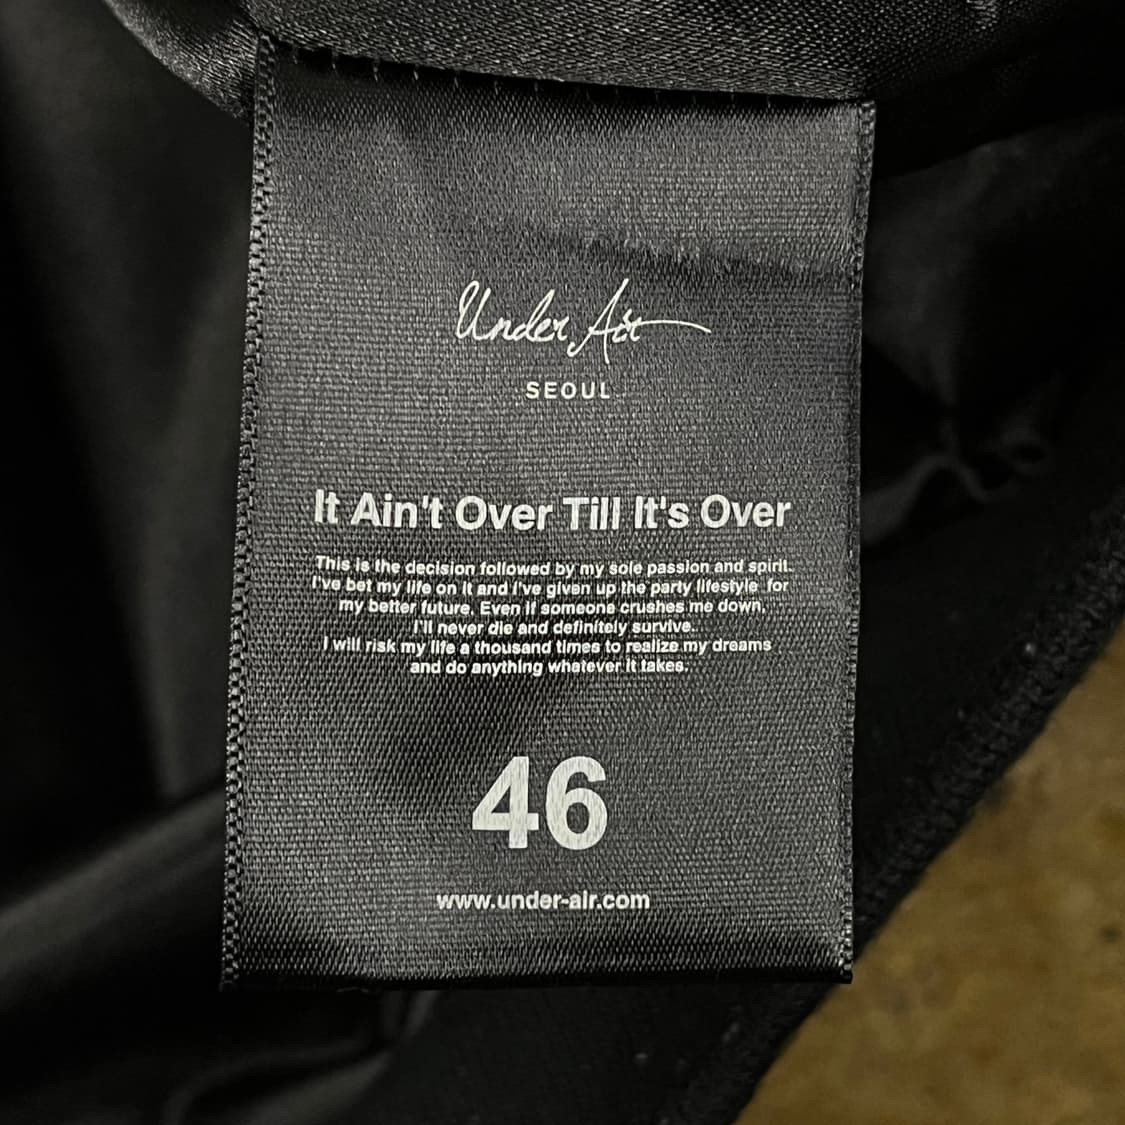 Under Air
SEOUL
It Ain't Over Till It's Over
This is the decision followed by my sole passion and spirit.
I've bet my life on it and I've given up the party lifestyle for
my better future. Even if someone crushes me down,
I'll never die and definitely survive.
I will risk my life a thousand times to realize my dreams
and do anything whatever it takes.
46
www.under-air.com